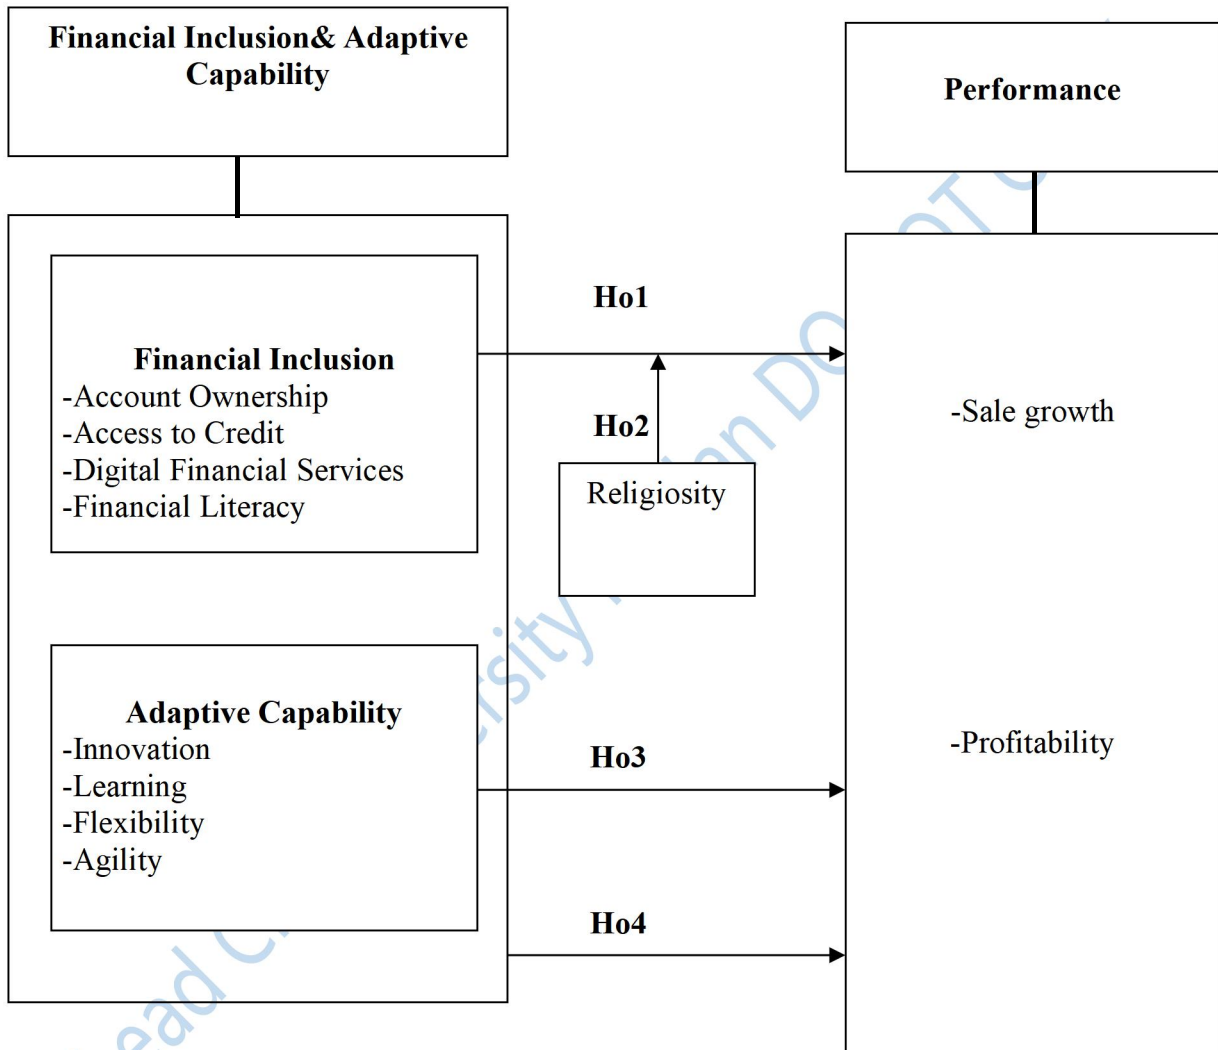 Financial Inclusion& Adaptive
Capability
Performance
Financial Inclusion
-Account Ownership
-Access to Credit
-Digital Financial Services
-Financial Literacy
Ho1
Ho2
Religiosity
-Sale growth
Adaptive Capability
-Innovation
-Learning
-Flexibility
-Agility
Ho3
-Profitability
Ho4